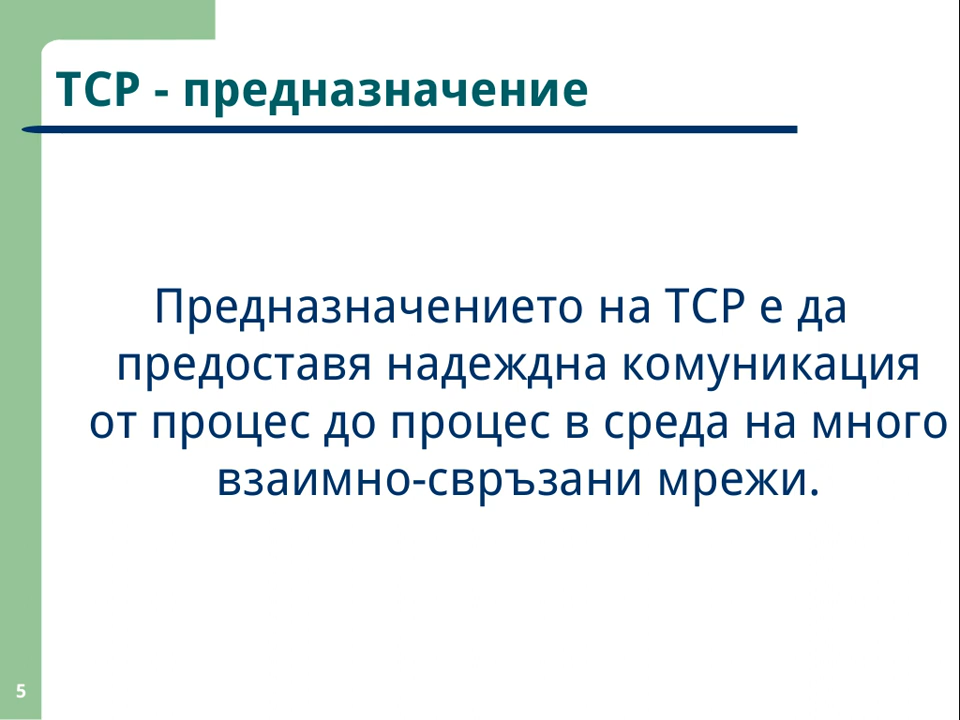 TCP - предназначение
Предназначението на TCP е да
предоставя надеждна комуникация
от процес до процес в среда на много
взаимно-свръзани мрежи.
5